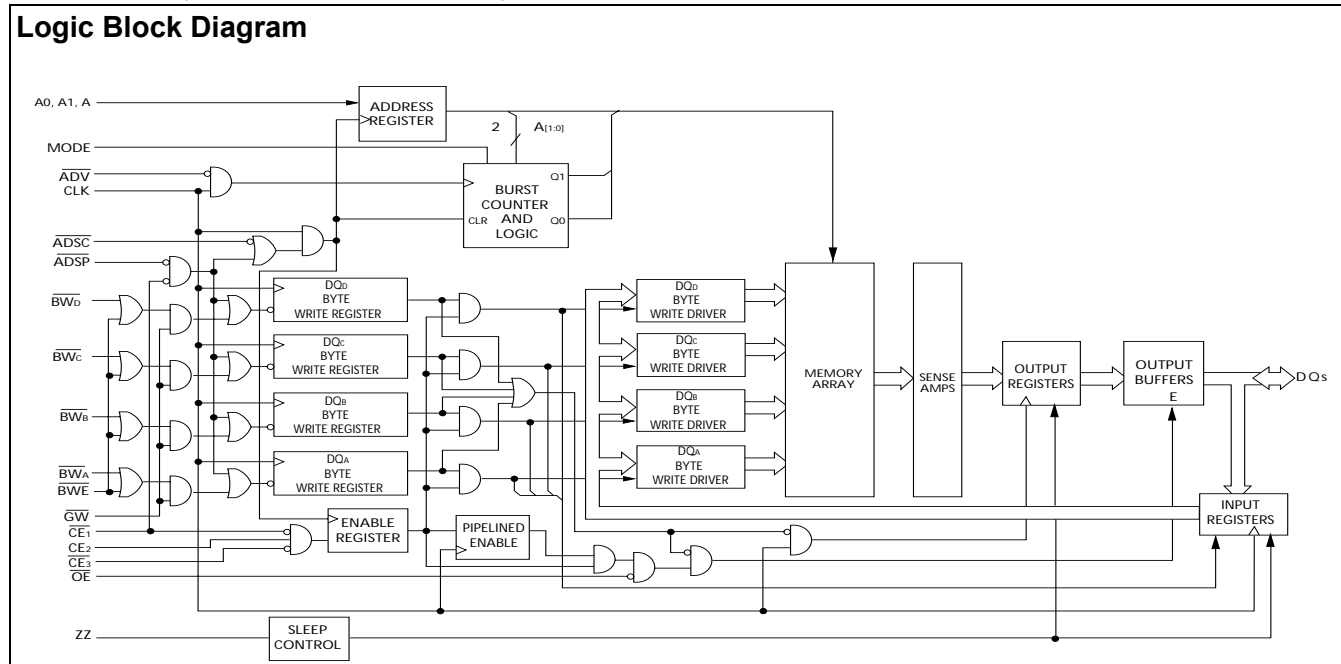 Logic Block Diagram
A0, A1, A
ADDRESS
REGISTER
2
A[1:0]
MODE
ADV
CLK
BURST
COUNTER
AND
LOGIC
Q1
CLR
Q0
ADSC
ADSP
BWD
DQD
BYTE
WRITE REGISTER
DQD
BYTE
WRITE DRIVER
BWC
DQC
BYTE
WRITE REGISTER
DQC
BYTE
WRITE DRIVER
MEMORY
ARRAY
SENSE
AMPS
OUTPUT
REGISTERS
OUTPUT
BUFFERS
E
DQs
BWB
DQB
BYTE
WRITE REGISTER
DQB
BYTE
WRITE DRIVER
BWA
BWE
DQA
BYTE
WRITE REGISTER
DQA
BYTE
WRITE DRIVER
GW
CE1
CE2
CE3
OE
ENABLE
REGISTER
PIPELINED
ENABLE
INPUT
REGISTERS
ZZ
SLEEP
CONTROL